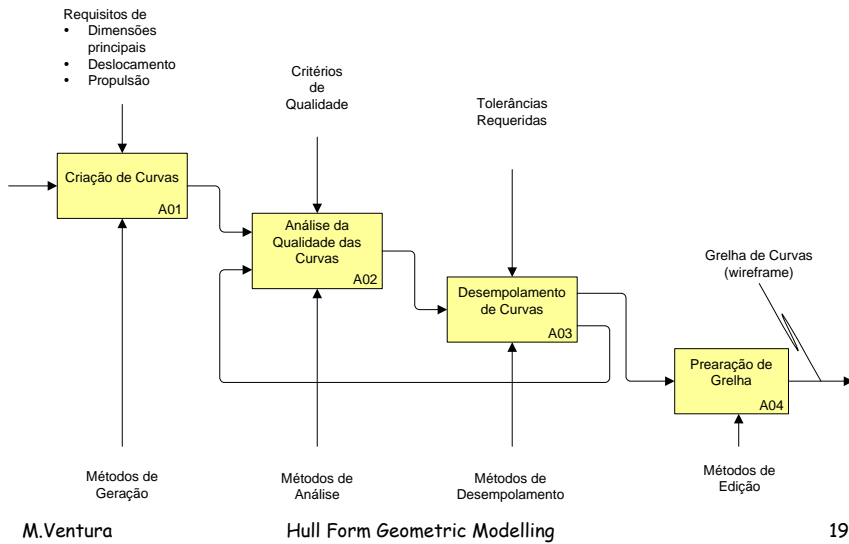 Requisitos de
• Dimensões
principais
• Deslocamento
• Propulsão
Critérios
de
Qualidade
Tolerâncias
Requeridas
Criação de Curvas
A01
Análise da
Qualidade das
Curvas
A02
Desempolamento
de Curvas
A03
Grelha de Curvas
(wireframe)
Prearação de
Grelha
A04
Métodos de
Geração
Métodos de
Análise
Métodos de
Desempolamento
Métodos de
Edição
M.Ventura
Hull Form Geometric Modelling
19